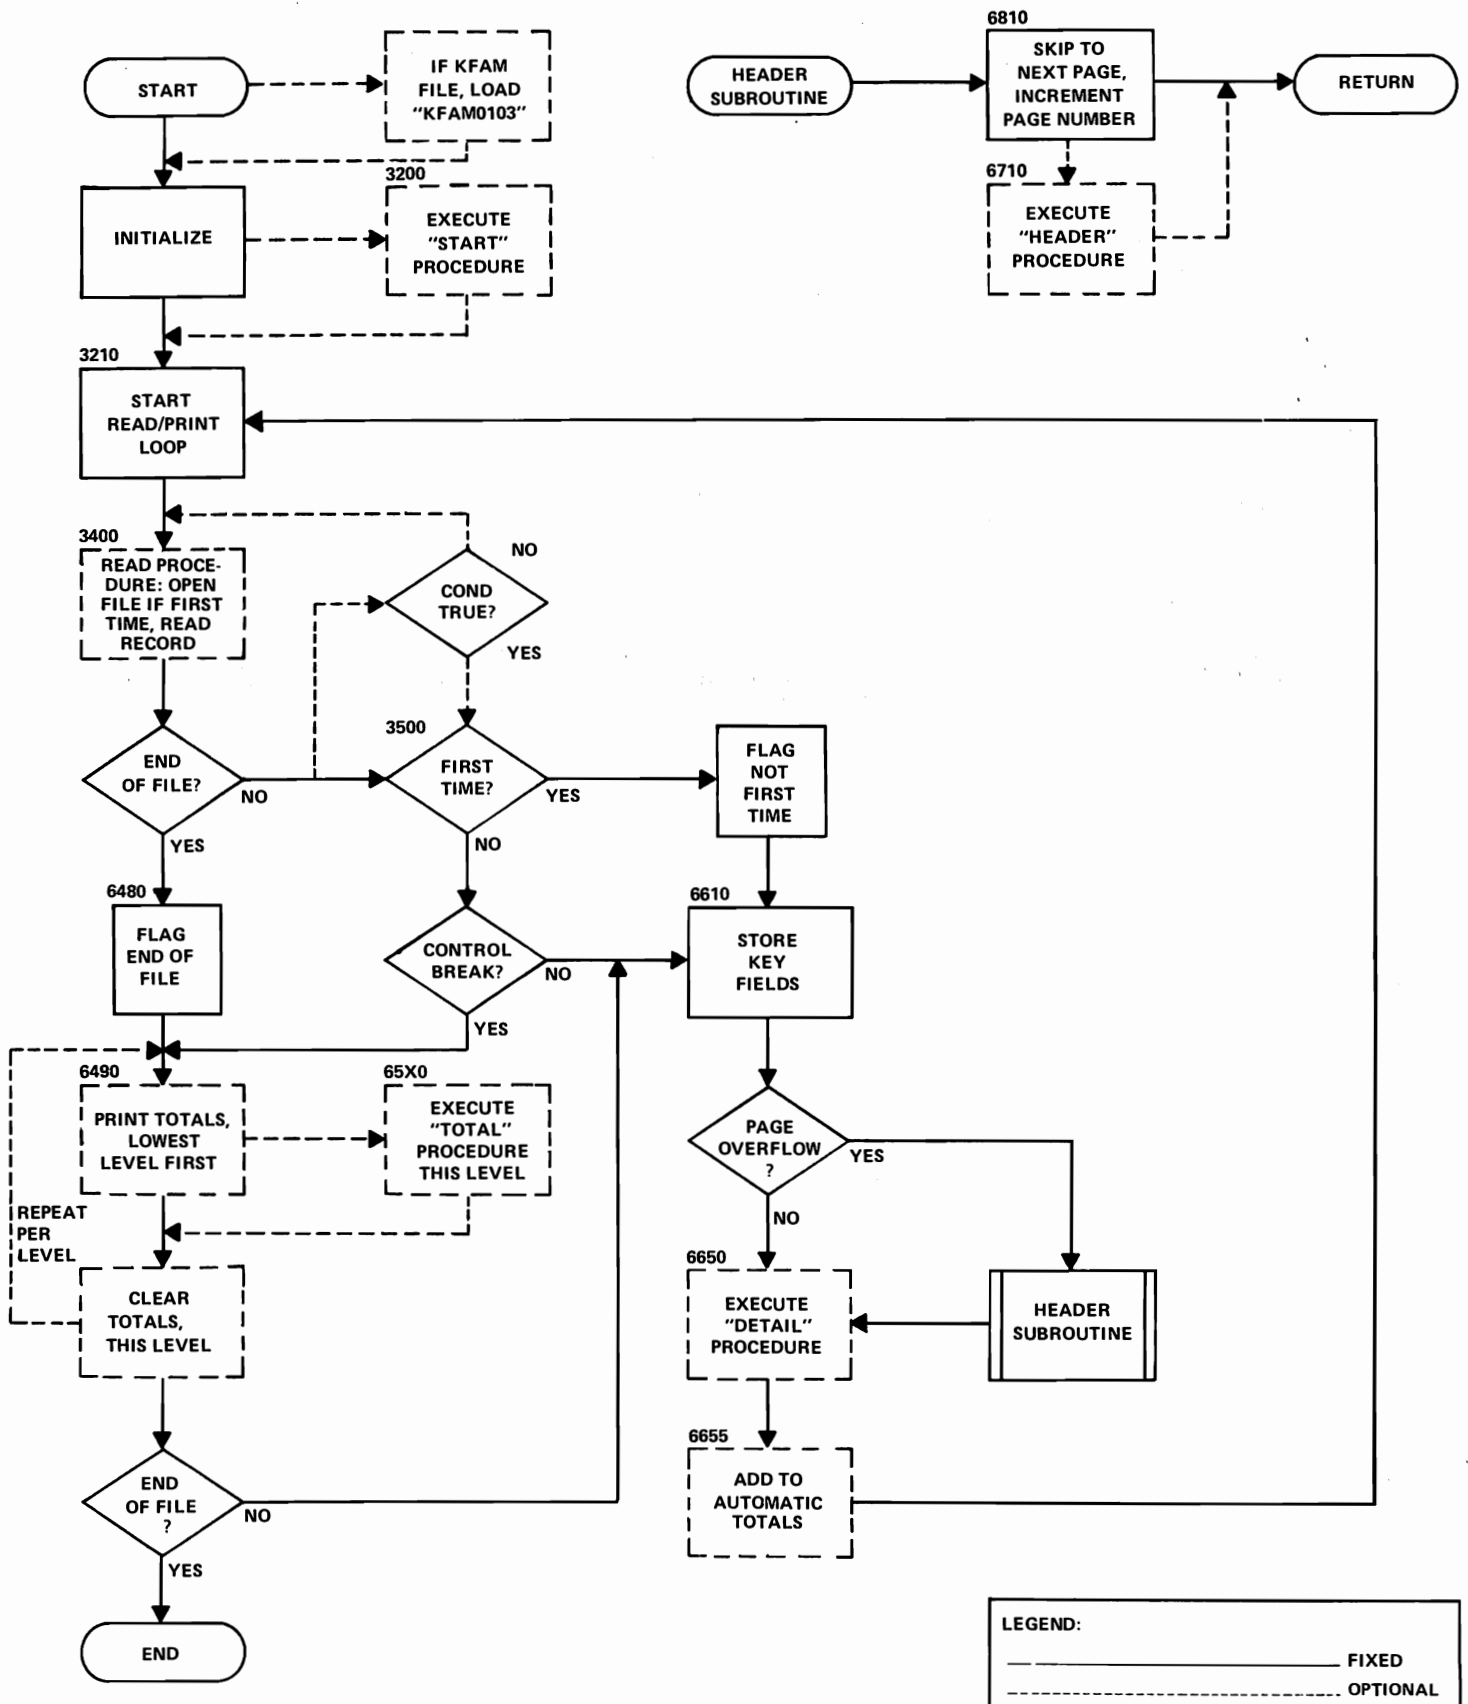 START
IF KFAM
FILE, LOAD
"KFAM0103"
INITIALIZE
3200
EXECUTE
"START"
PROCEDURE
HEADER
SUBROUTINE
6810
SKIP TO
NEXT PAGE,
INCREMENT
PAGE NUMBER
RETURN
6710
EXECUTE
"HEADER"
PROCEDURE
3210
START
READ/PRINT
LOOP
3400
READ PROCE-
DURE: OPEN
FILE IF FIRST
TIME, READ
RECORD
NO
COND
TRUE?
YES
END
OF FILE?
NO
YES
3500
FIRST
TIME?
YES
NO
FLAG
NOT
FIRST
TIME
6480
FLAG
END OF
FILE
CONTROL
BREAK?
NO
YES
6610
STORE
KEY
FIELDS
6490
PRINT TOTALS,
LOWEST
LEVEL FIRST
65X0
EXECUTE
"TOTAL"
PROCEDURE
THIS LEVEL
REPEAT
PER
LEVEL
CLEAR
TOTALS,
THIS LEVEL
PAGE
OVERFLOW
?
YES
NO
6650
EXECUTE
"DETAIL"
PROCEDURE
HEADER
SUBROUTINE
6655
ADD TO
AUTOMATIC
TOTALS
END
OF FILE
?
NO
YES
END
LEGEND:
FIXED
OPTIONAL